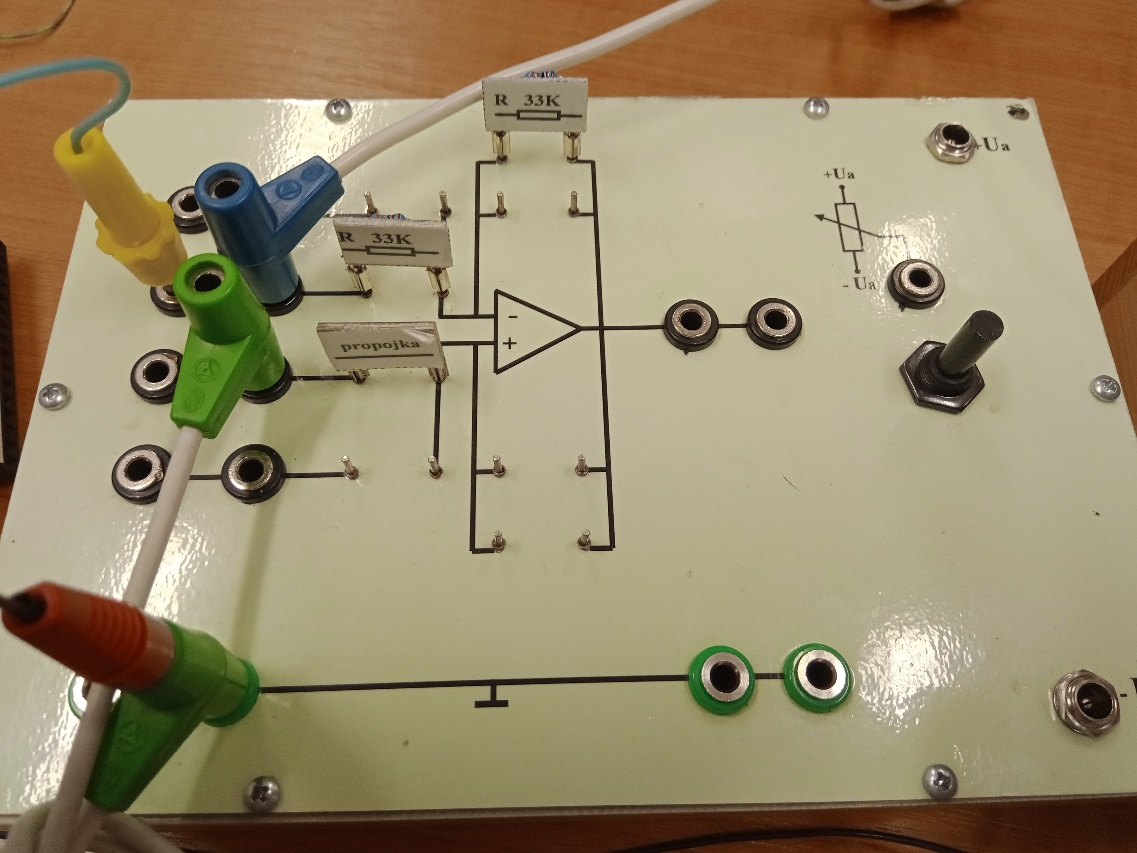 R 33K
+Ua
+Ua
R 33K
- Ua
-
+
propojka
-